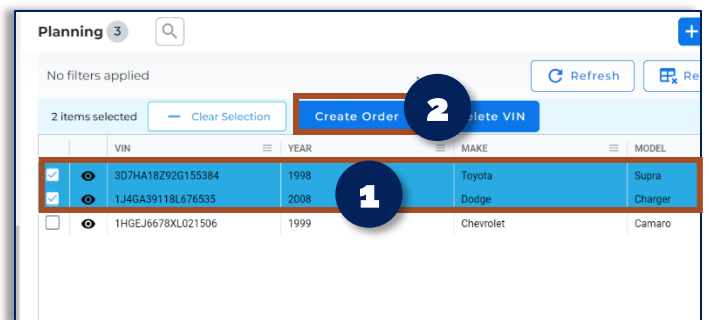 Planning 3
+
No filters applied
Refresh
Re
2 items selected
— Clear Selection
Create Order
2
elete VIN
VIN YEAR MAKE MODEL
3D7HA18Z92G155384 1998 Toyota Supra
1J4GA39118L676535 2008 Dodge Charger
1
1HGEJ6678XL021506 1999 Chevrolet Camaro